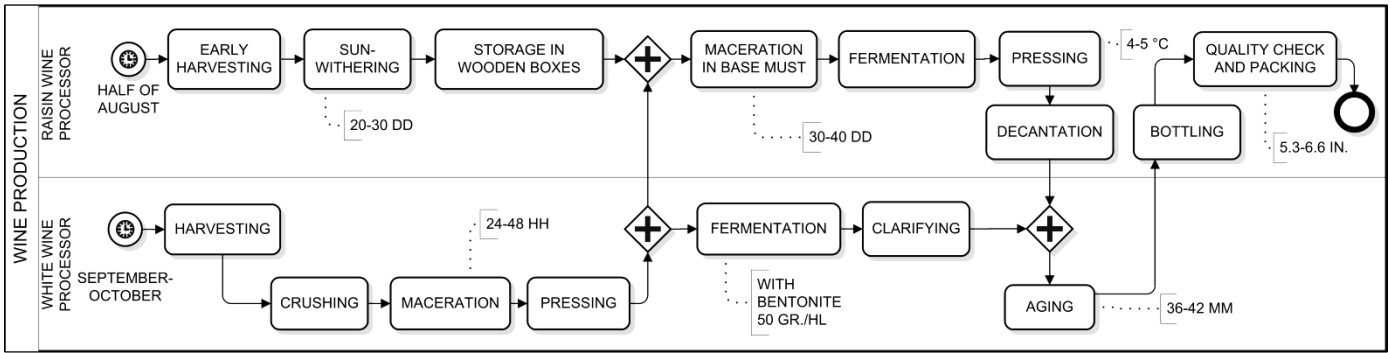 WINE PRODUCTION
RAISIN WINE
PROCESSOR
HALF OF
AUGUST
EARLY
HARVESTING
SUN-
WITHERING
20-30 DD
STORAGE IN
WOODEN BOXES
MACERATION
IN BASE MUST
30-40 DD
FERMENTATION
PRESSING
4-5 °C
DECANTATION
BOTTLING
QUALITY CHECK
AND PACKING
5.3-6.6 IN.
WHITE WINE
PROCESSOR
SEPTEMBER-
OCTOBER
HARVESTING
CRUSHING
MACERATION
24-48 HH
PRESSING
FERMENTATION
WITH
BENTONITE
50 GR./HL
CLARIFYING
AGING
36-42 MM